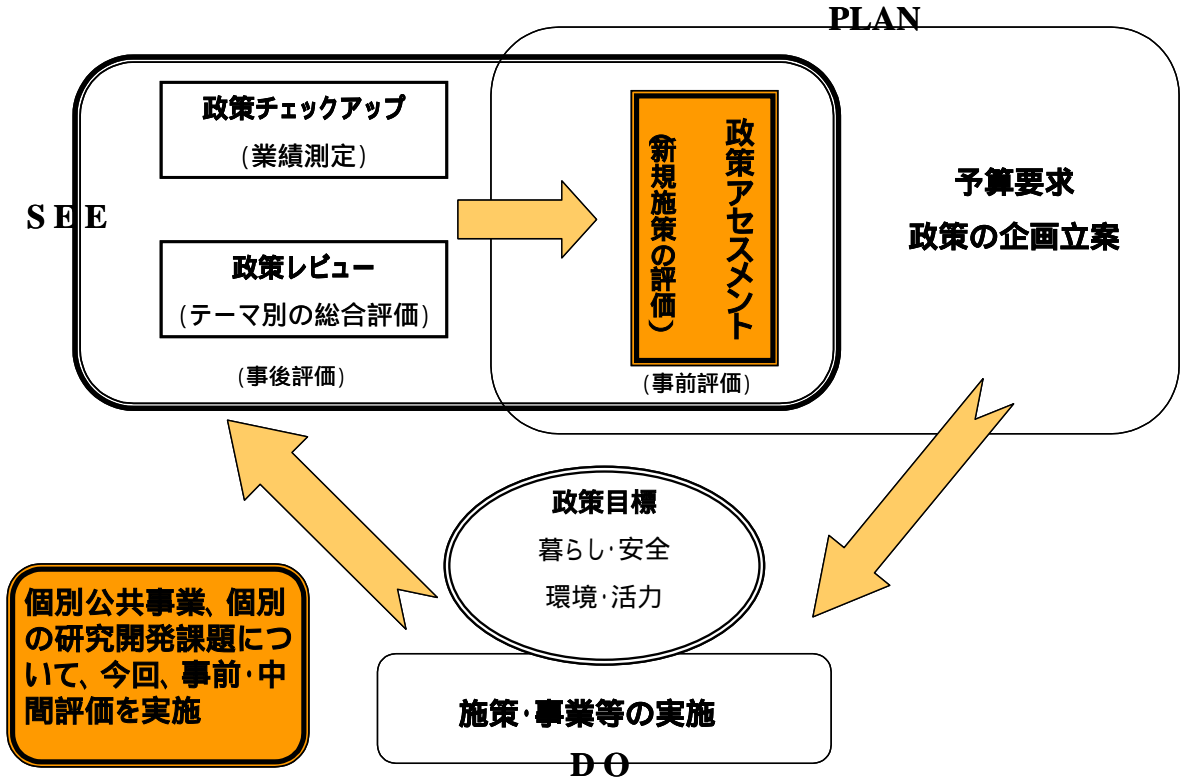 PLAN
SEE
政策チェックアップ
(業績測定)
政策レビュー
(テーマ別の総合評価)
(事後評価)
政策アセスメント
(新規施策の評価)
(事前評価)
予算要求
政策の企画立案
政策目標
暮らし・安全
環境・活力
個別公共事業、個別
の研究開発課題につ
いて、今回、事前・中
間評価を実施
施策・事業等の実施
DO